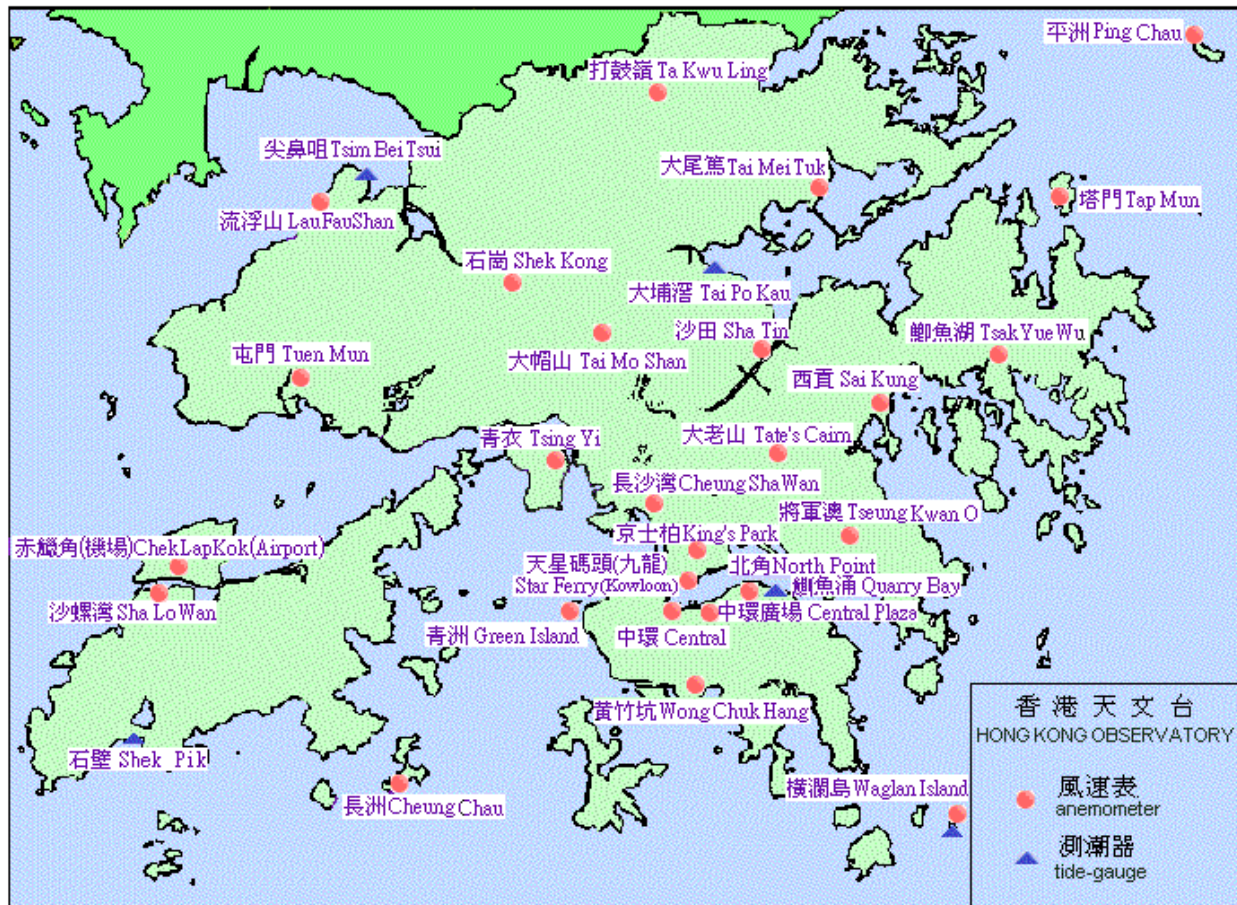 平洲 Ping Chau
打鼓嶺 Ta Kwu Ling
尖鼻咀 Tsim Bei Tsui
大尾篤 Tai Mei Tuk
塔門 Tap Mun
流浮山 Lau Fau Shan
石崗 Shek Kong
大埔滘 Tai Po Kau
沙田 Sha Tin
鯽魚湖 Tsak Yue Wu
屯門 Tuen Mun
大帽山 Tai Mo Shan
西貢 Sai Kung
青衣 Tsing Yi
大老山 Tate's Cairn
長沙灣 Cheung Sha Wan
將軍澳 Tseung Kwan O
京士柏 King's Park
赤鱲角(機場) Chek Lap Kok (Airport)
天星碼頭(九龍)
Star Ferry(Kowloon)
北角 North Point
鰂魚涌 Quarry Bay
沙螺灣 Sha Lo Wan
中環廣場 Central Plaza
青洲 Green Island
中環 Central
黃竹坑 Wong Chuk Hang
石壁 Shek Pik
長洲 Cheung Chau
橫瀾島 Waglan Island
香港天文台
HONG KONG OBSERVATORY
風速表
anemometer
測潮器
tide-gauge